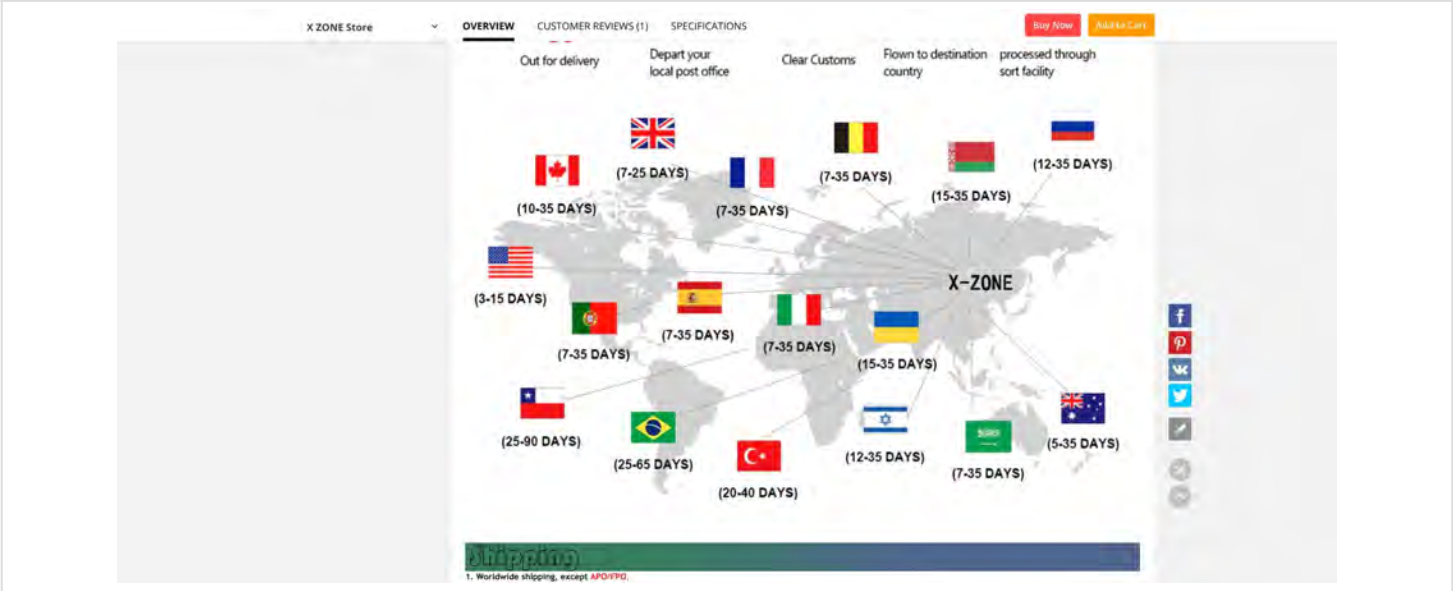 X ZONE Store
OVERVIEW CUSTOMER REVIEWS (1) SPECIFICATIONS
Buy Now Add to Cart
Out for delivery
Depart your
local post office
Clear Customs
Flown to destination
country
processed through
sort facility
(7-25 DAYS)
(7-35 DAYS)
(12-35 DAYS)
(10-35 DAYS)
(7-35 DAYS)
(15-35 DAYS)
X-ZONE
(3-15 DAYS)
(7-35 DAYS)
(7-35 DAYS)
(7-35 DAYS)
(15-35 DAYS)
(25-90 DAYS)
(25-65 DAYS)
(20-40 DAYS)
(12-35 DAYS)
(7-35 DAYS)
(5-35 DAYS)
Shipping
1. Worldwide shipping, except APO/FPO.